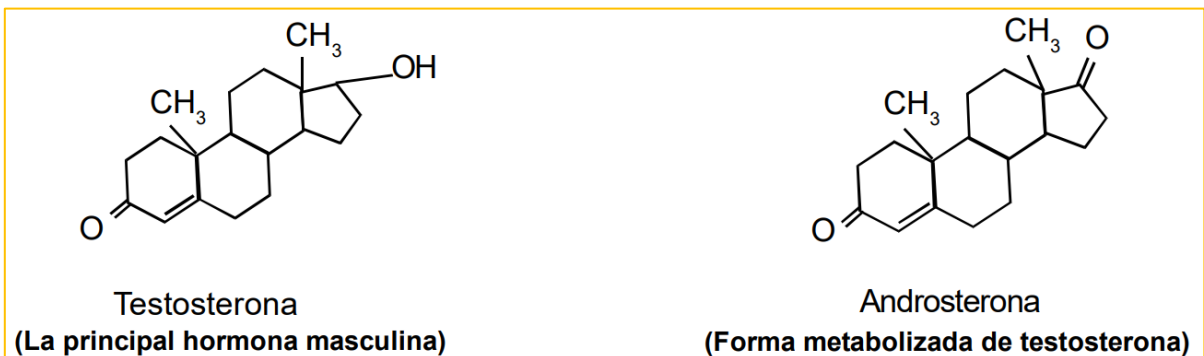 CH3
OH
CH3
O
Testosterona
(La principal hormona masculina)
CH3
O
CH3
O
Androsterona
(Forma metabolizada de testosterona)